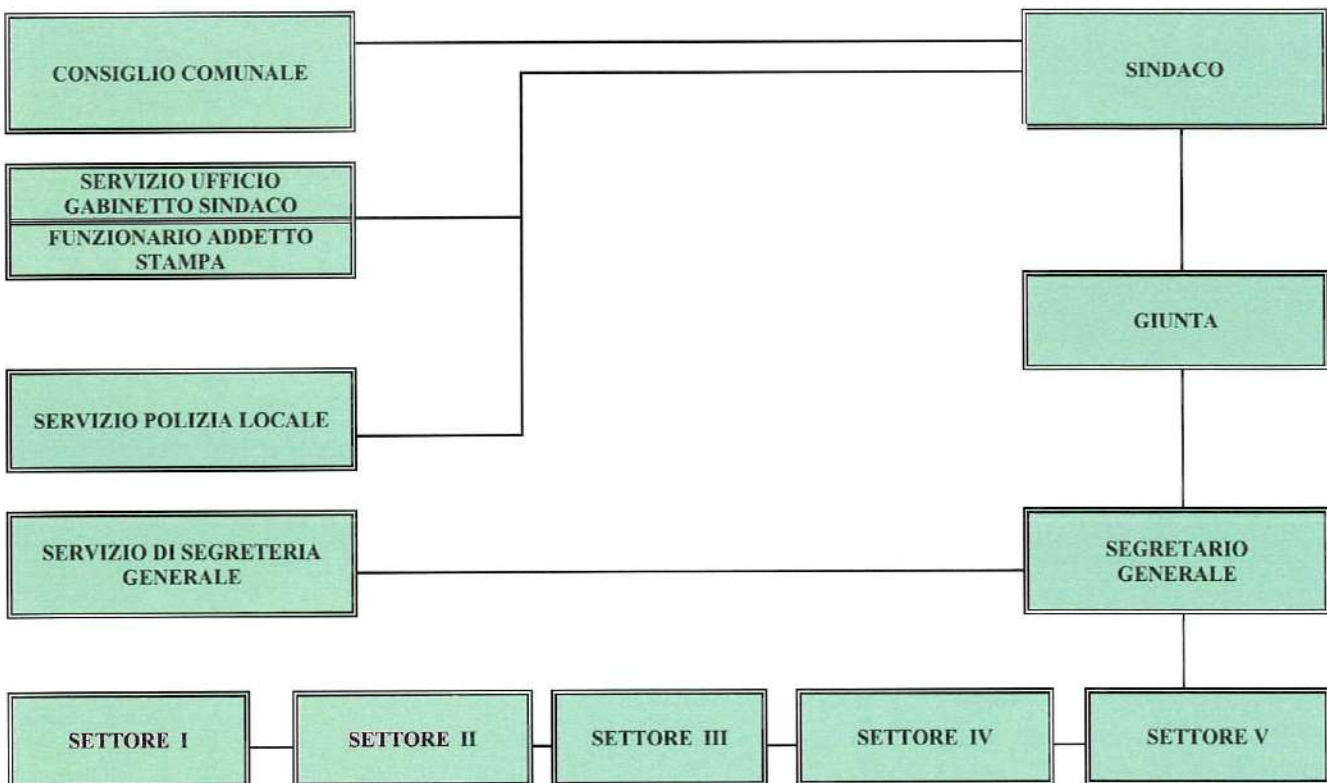 CONSIGLIO COMUNALE
SINDACO
SERVIZIO UFFICIO
GABINETTO SINDACO
FUNZIONARIO ADDETTO
STAMPA
GIUNTA
SERVIZIO POLIZIA LOCALE
SERVIZIO DI SEGRETERIA
GENERALE
SEGRETARIO
GENERALE
SETTORE I
SETTORE II
SETTORE III
SETTORE IV
SETTORE V